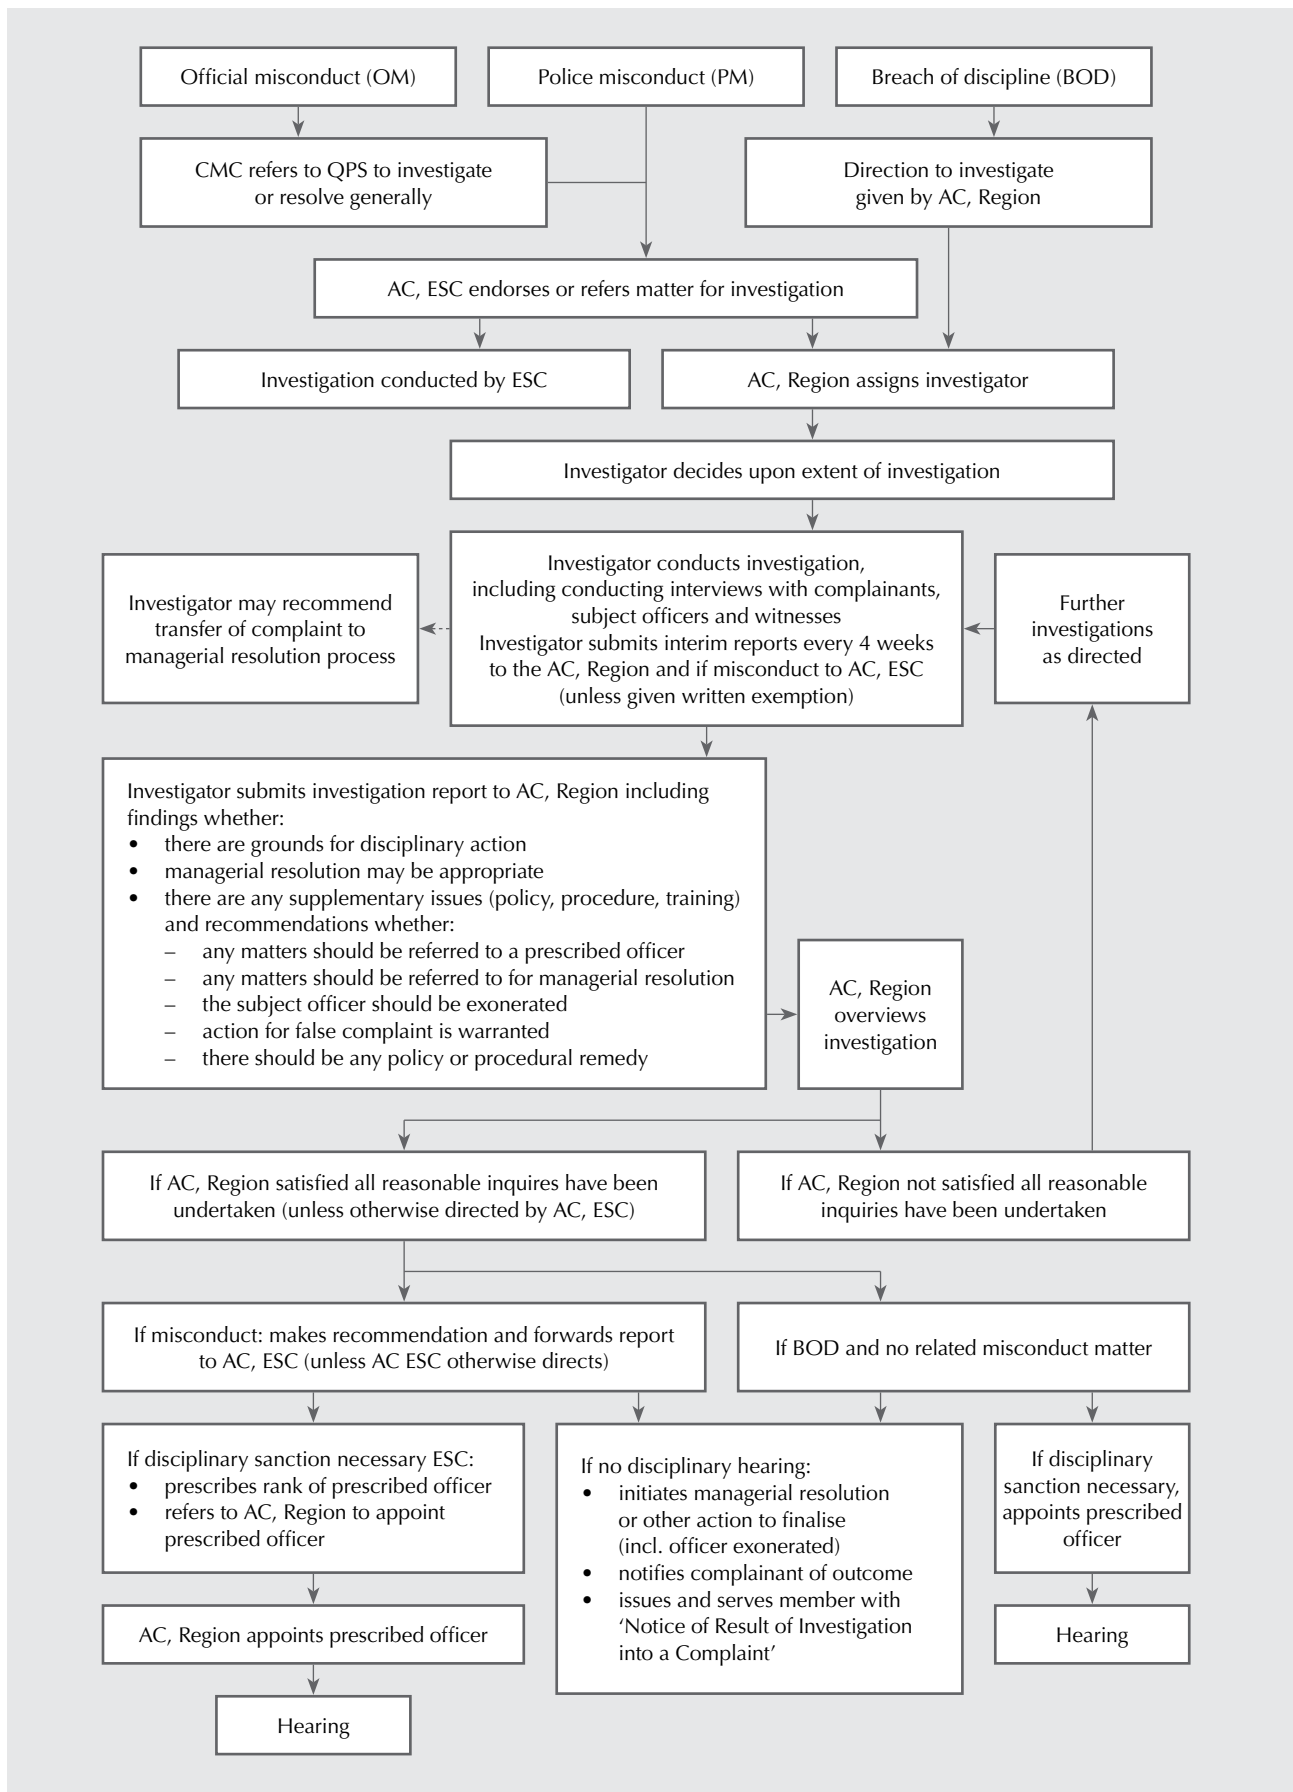 Official misconduct (OM)
Police misconduct (PM)
Breach of discipline (BOD)
CMC refers to QPS to investigate
or resolve generally
Direction to investigate
given by AC, Region
AC, ESC endorses or refers matter for investigation
Investigation conducted by ESC
AC, Region assigns investigator
Investigator decides upon extent of investigation
Investigator may recommend
transfer of complaint to
managerial resolution process
Investigator conducts investigation,
including conducting interviews with complainants,
subject officers and witnesses
Investigator submits interim reports every 4 weeks
to the AC, Region and if misconduct to AC, ESC
(unless given written exemption)
Further
investigations
as directed
Investigator submits investigation report to AC, Region including
findings whether:
• there are grounds for disciplinary action
• managerial resolution may be appropriate
• there are any supplementary issues (policy, procedure, training)
and recommendations whether:
– any matters should be referred to a prescribed officer
– any matters should be referred to for managerial resolution
– the subject officer should be exonerated
– action for false complaint is warranted
– there should be any policy or procedural remedy
AC, Region
overviews
investigation
If AC, Region satisfied all reasonable inquires have been
undertaken (unless otherwise directed by AC, ESC)
If AC, Region not satisfied all reasonable
inquiries have been undertaken
If misconduct: makes recommendation and forwards report
to AC, ESC (unless AC ESC otherwise directs)
If BOD and no related misconduct matter
If disciplinary sanction necessary ESC:
• prescribes rank of prescribed officer
• refers to AC, Region to appoint
prescribed officer
If no disciplinary hearing:
• initiates managerial resolution
or other action to finalise
(incl. officer exonerated)
• notifies complainant of outcome
• issues and serves member with
‘Notice of Result of Investigation
into a Complaint’
If disciplinary
sanction necessary,
appoints prescribed
officer
AC, Region appoints prescribed officer
Hearing
Hearing